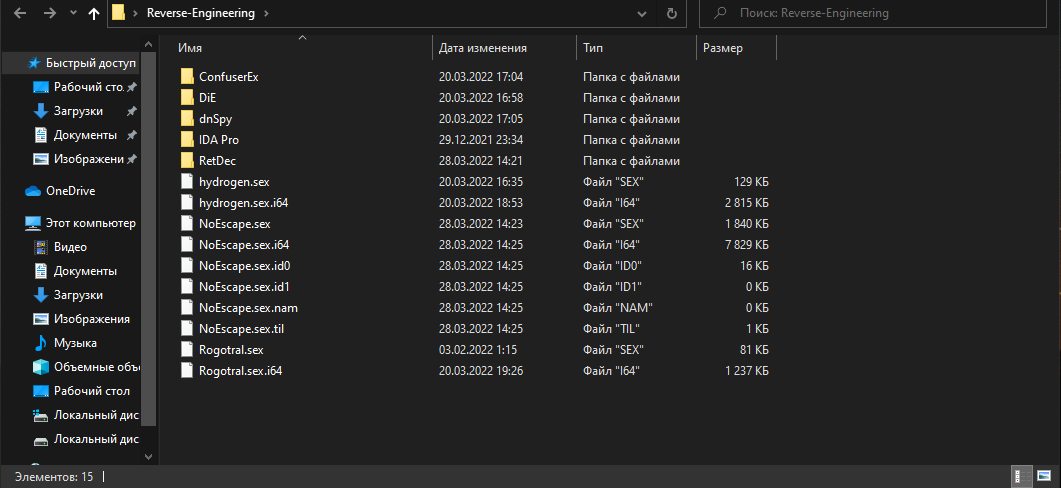 Reverse-Engineering
Поиск: Reverse-Engineering
Имя Дата изменения Тип Размер
Быстрый доступ
Рабочий сто.
Загрузки
Документы
Изображени
OneDrive
Этот компьютер
Видео
Документы
Загрузки
Изображения
Музыка
Объемные объ
Рабочий стол
Локальный дис
Локальный дис
ConfuserEx 20.03.2022 17:04 Папка с файлами
DiE 20.03.2022 16:58 Папка с файлами
dnSpy 20.03.2022 17:05 Папка с файлами
IDA Pro 29.12.2021 23:34 Папка с файлами
RetDec 28.03.2022 14:21 Папка с файлами
hydrogen.sex 20.03.2022 16:35 Файл "SEX" 129 КБ
hydrogen.sex.i64 20.03.2022 18:53 Файл "I64" 2 815 КБ
NoEscape.sex 28.03.2022 14:23 Файл "SEX" 1 840 КБ
NoEscape.sex.i64 28.03.2022 14:25 Файл "I64" 7 829 КБ
NoEscape.sex.id0 28.03.2022 14:25 Файл "ID0" 16 КБ
NoEscape.sex.id1 28.03.2022 14:25 Файл "ID1" 0 КБ
NoEscape.sex.nam 28.03.2022 14:25 Файл "NAM" 0 КБ
NoEscape.sex.til 28.03.2022 14:25 Файл "TIL" 1 КБ
Rogotral.sex 03.02.2022 1:15 Файл "SEX" 81 КБ
Rogotral.sex.i64 20.03.2022 19:26 Файл "I64" 1 237 КБ
Элементов: 15